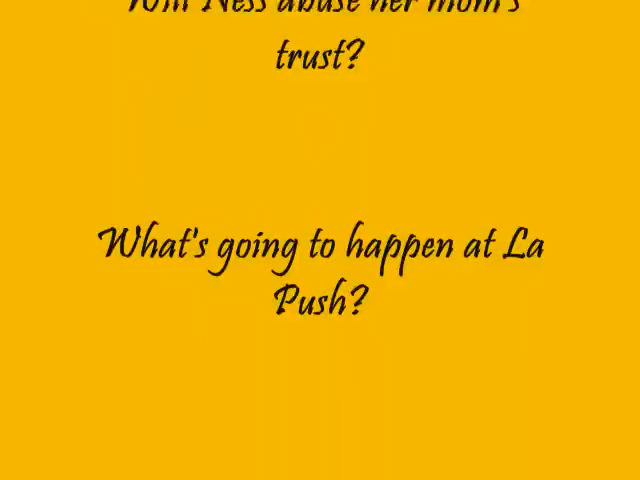 Will Ness abuse her mom's
trust?
What's going to happen at La
Push?